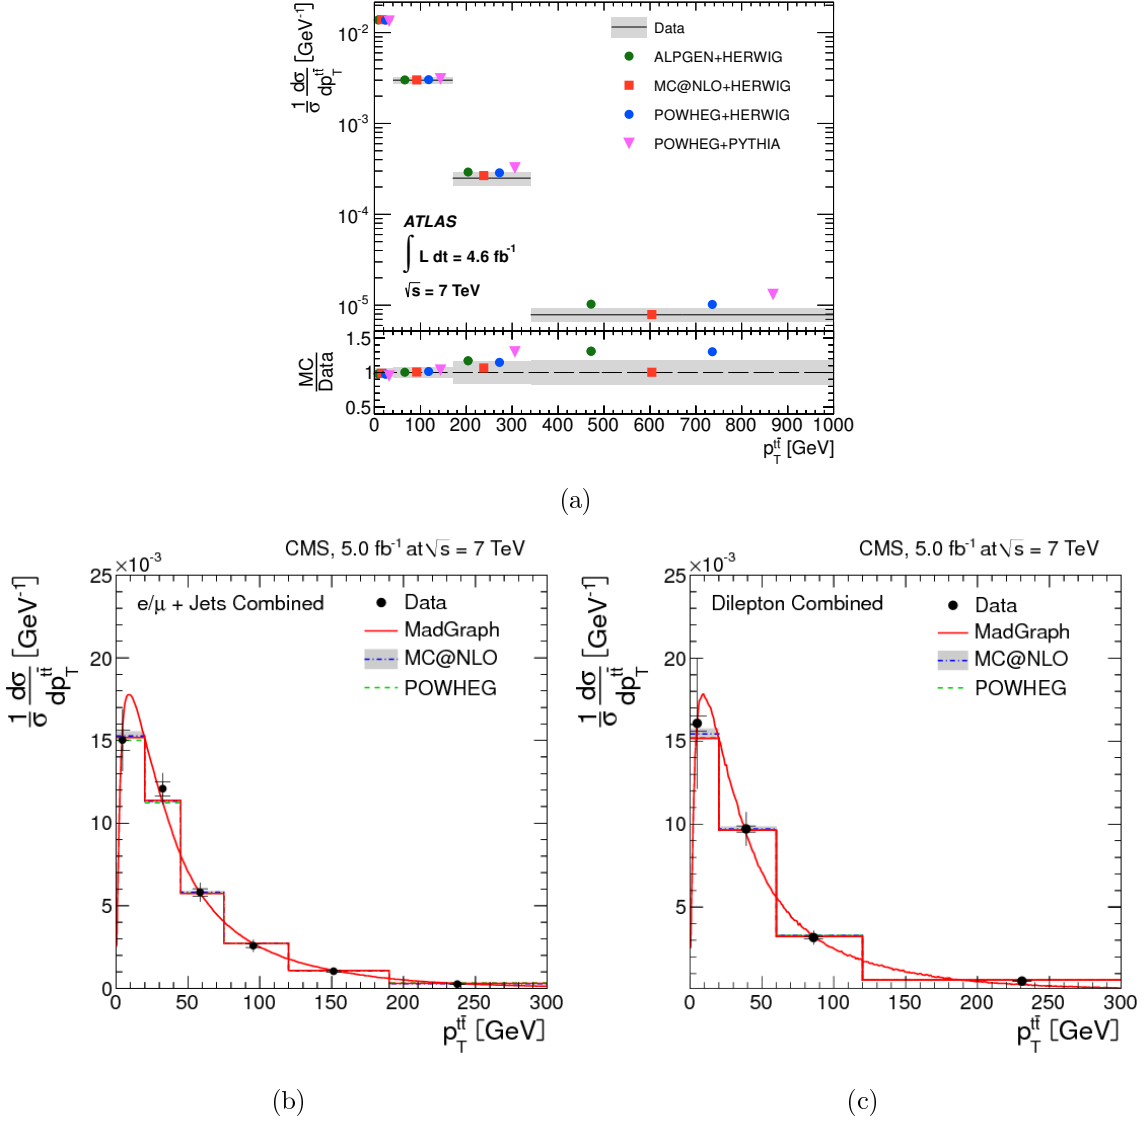 1/σ dσ/dp_T^{tt̄} [GeV⁻¹]
10⁻²
10⁻³
10⁻⁴
10⁻⁵
Data
ALPGEN+HERWIG
MC@NLO+HERWIG
POWHEG+HERWIG
POWHEG+PYTHIA
ATLAS
∫ L dt = 4.6 fb⁻¹
√s = 7 TeV
MC/Data
1.5
1
0.5
0 100 200 300 400 500 600 700 800 900 1000
p_T^{tt̄} [GeV]
(a)
CMS, 5.0 fb⁻¹ at √s = 7 TeV
×10⁻³
1/σ dσ/dp_T^{tt̄} [GeV⁻¹]
25
20
15
10
5
0
e/μ + Jets Combined
Data
MadGraph
MC@NLO
POWHEG
0 50 100 150 200 250 300
p_T^{tt̄} [GeV]
(b)
CMS, 5.0 fb⁻¹ at √s = 7 TeV
×10⁻³
1/σ dσ/dp_T^{tt̄} [GeV⁻¹]
25
20
15
10
5
0
Dilepton Combined
Data
MadGraph
MC@NLO
POWHEG
0 50 100 150 200 250 300
p_T^{tt̄} [GeV]
(c)